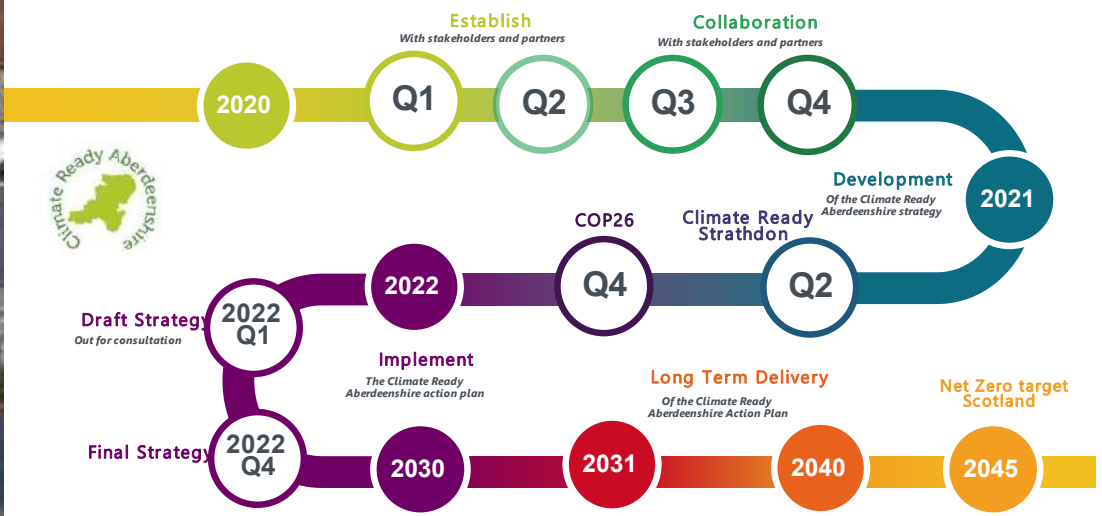 Establish
With stakeholders and partners
Collaboration
With stakeholders and partners
2020
Q1
Q2
Q3
Q4
Climate Ready Aberdeenshire
Development
Of the Climate Ready
Aberdeenshire strategy
2021
COP26
Climate Ready
Strathdon
2022
Q4
Q2
Draft Strategy
Out for consultation
2022
Q1
Implement
The Climate Ready
Aberdeenshire action plan
Long Term Delivery
Of the Climate Ready
Aberdeenshire Action Plan
Net Zero target
Scotland
Final Strategy
2022
Q4
2030
2031
2040
2045